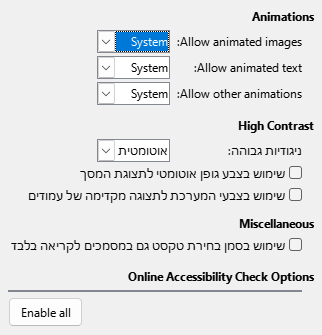 Animations
:Allow animated images
System
:Allow animated text
System
:Allow other animations
System
High Contrast
ניגודיות גבוהה:
אוטומטית
שימוש בצבע גופן אוטומטי לתצוגת המסך
שימוש בצבעי המערכת לתצוגה מקדימה של עמודים
Miscellaneous
שימוש בסמן בחירת טקסט גם במסמכים לקריאה בלבד
Online Accessibility Check Options
Enable all